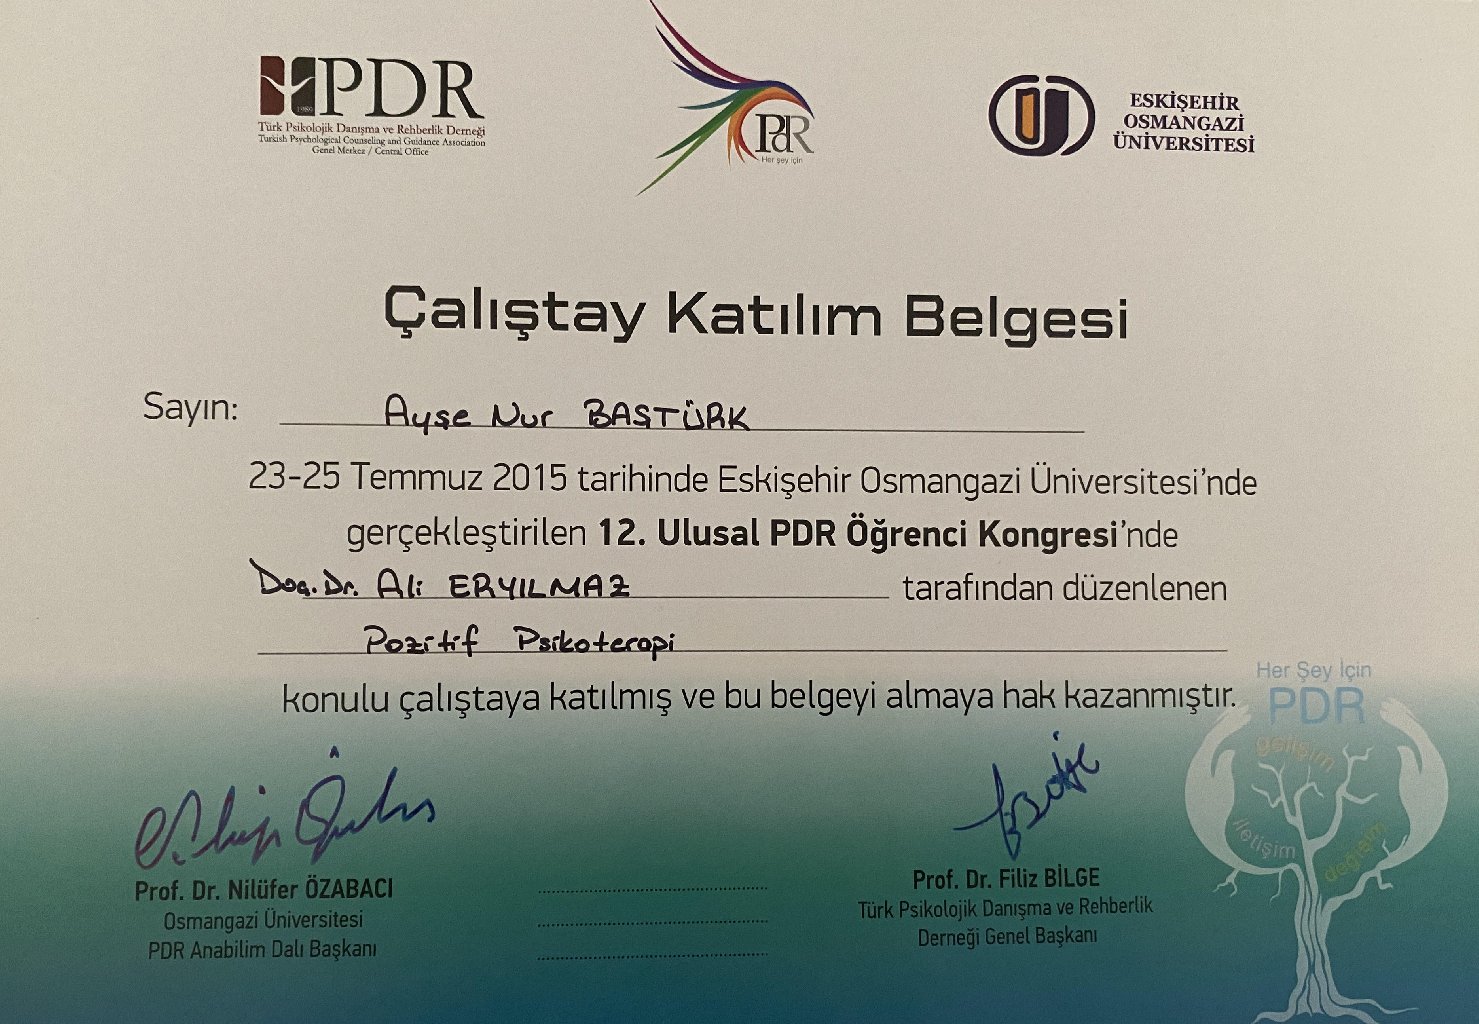 PDR
1989
Türk Psikolojik Danışma ve Rehberlik Derneği
Turkish Psychological Counseling and Guidance Association
Genel Merkez / Central Office
PdR
Her şey için
ESKİŞEHİR
OSMANGAZİ
ÜNİVERSİTESİ
Çalıştay Katılım Belgesi
Sayın: Ayşe Nur BAŞTÜRK
23-25 Temmuz 2015 tarihinde Eskişehir Osmangazi Üniversitesi'nde
gerçekleştirilen 12. Ulusal PDR Öğrenci Kongresi'nde
Doç.Dr. Ali ERYILMAZ tarafından düzenlenen
Pozitif Psikoterapi
konulu çalıştaya katılmış ve bu belgeyi almaya hak kazanmıştır.
Her Şey İçin
PDR
gelişim
iletişim
değişim
Prof. Dr. Nilüfer ÖZABACI
Osmangazi Üniversitesi
PDR Anabilim Dalı Başkanı
Prof. Dr. Filiz BİLGE
Türk Psikolojik Danışma ve Rehberlik
Derneği Genel Başkanı